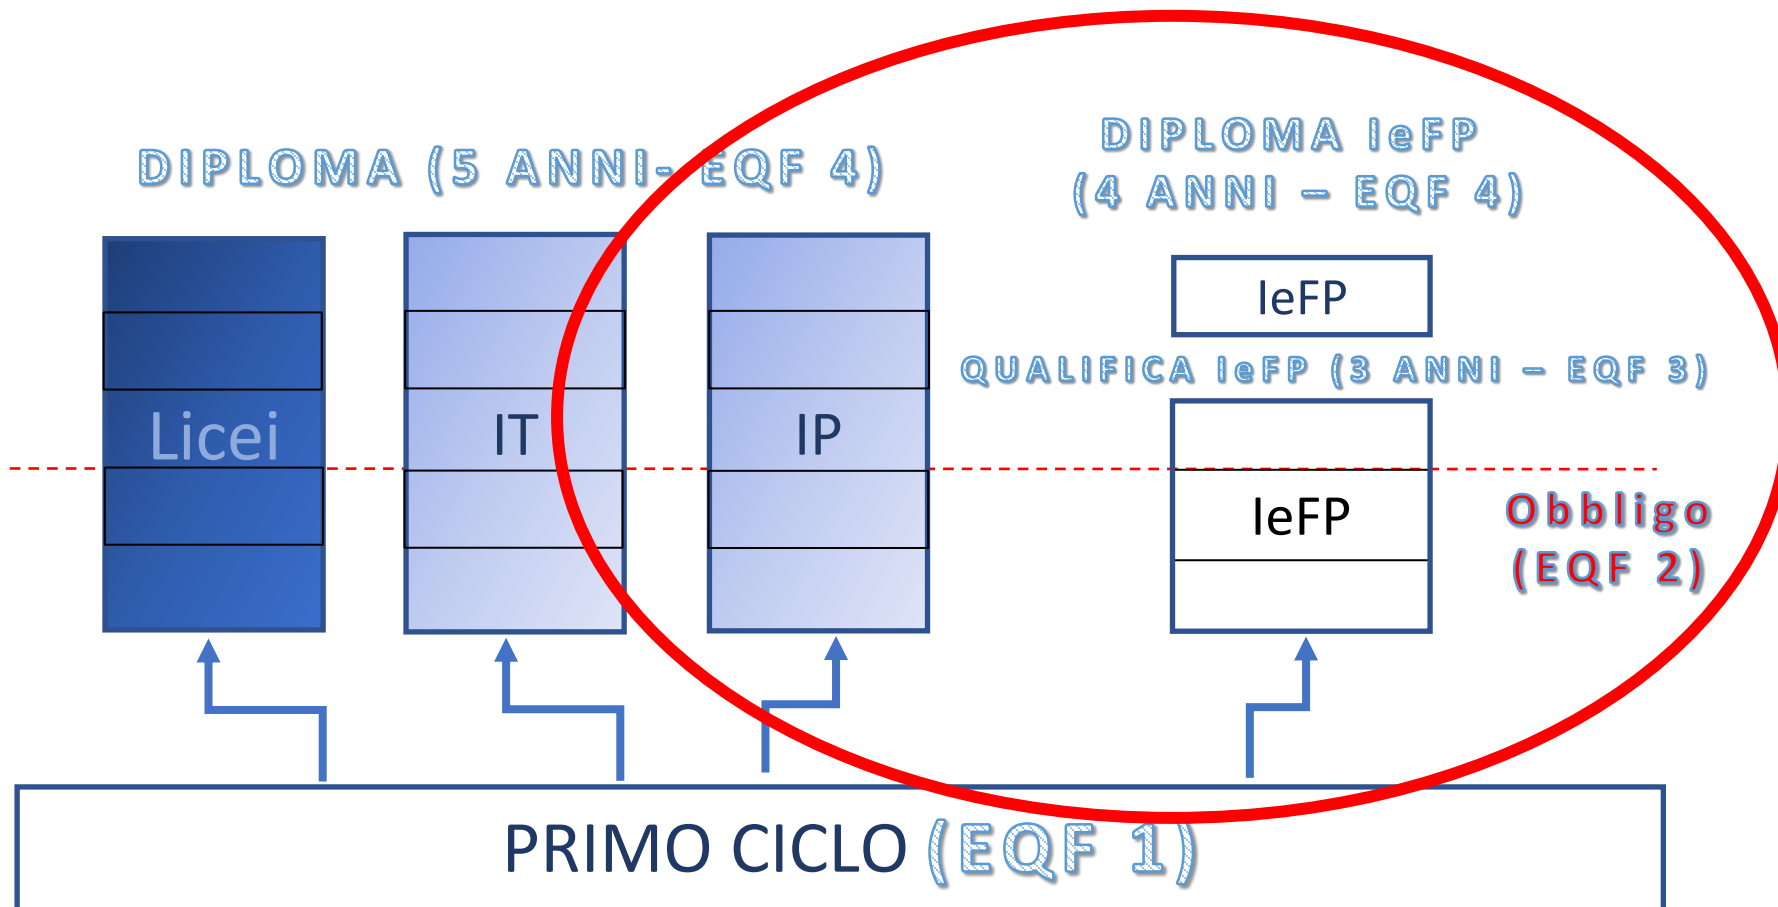 DIPLOMA IeFP
(4 ANNI – EQF 4)
DIPLOMA (5 ANNI- EQF 4)
IeFP
QUALIFICA IeFP (3 ANNI – EQF 3)
Licei
IT
IP
IeFP
Obbligo
(EQF 2)
PRIMO CICLO (EQF 1)